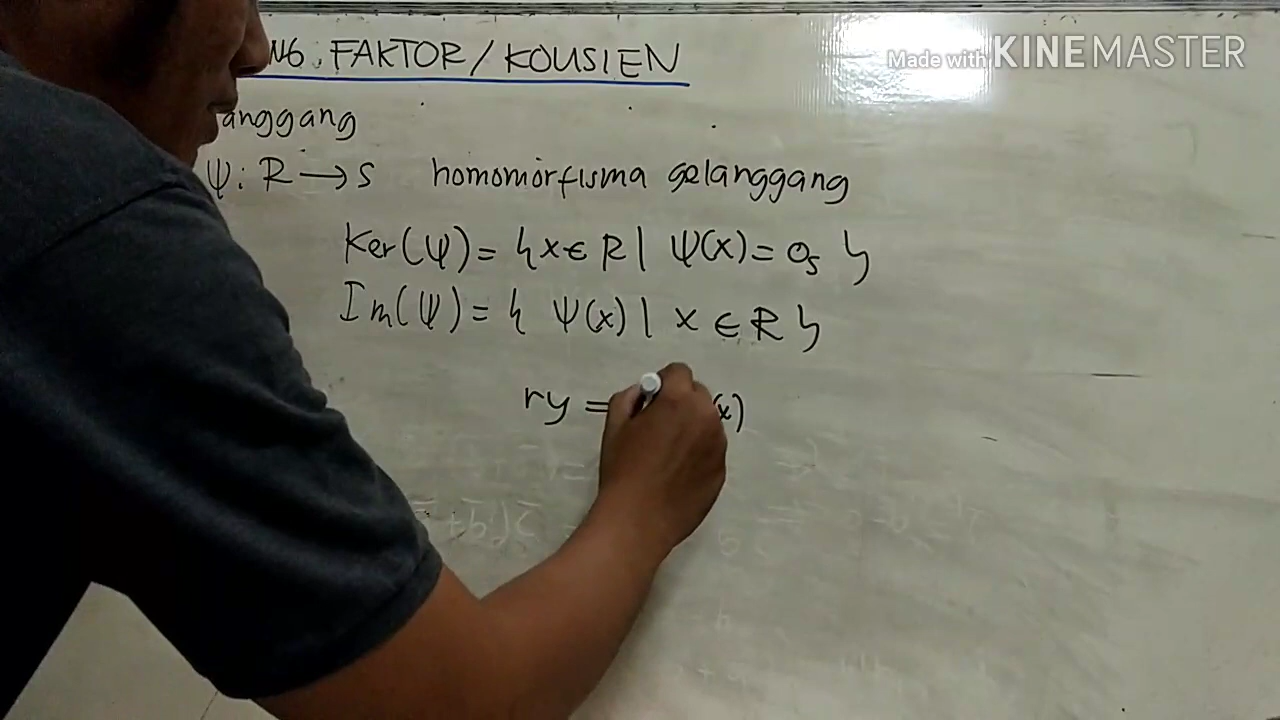 FAKTOR/KOUSIEN
Made with KINEMASTER
anggang
Ψ: R → S homomorfisma gelanggang
Ker(Ψ) = { x ∈ R | Ψ(x) = 0ₛ }
Im(Ψ) = { Ψ(x) | x ∈ R }
ry = (x)